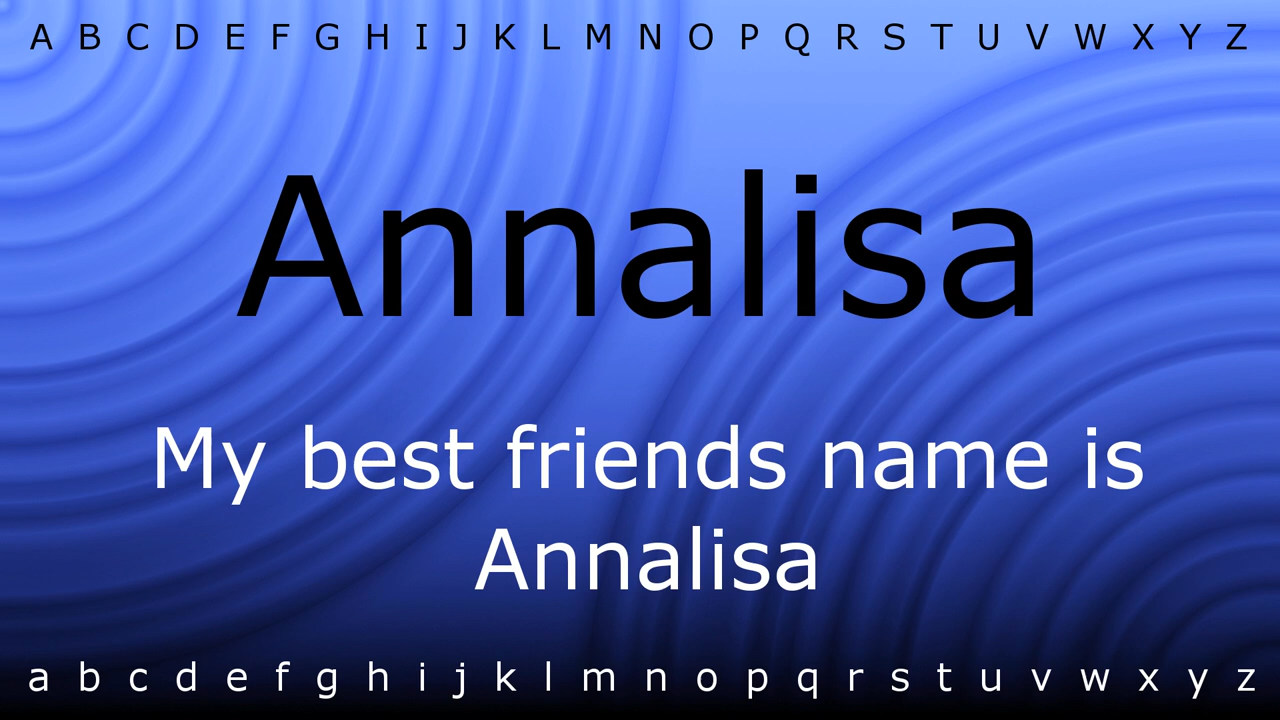 A B C D E F G H I J K L M N O P Q R S T U V W X Y Z
Annalisa
My best friends name is
Annalisa
a b c d e f g h i j k l m n o p q r s t u v w x y z